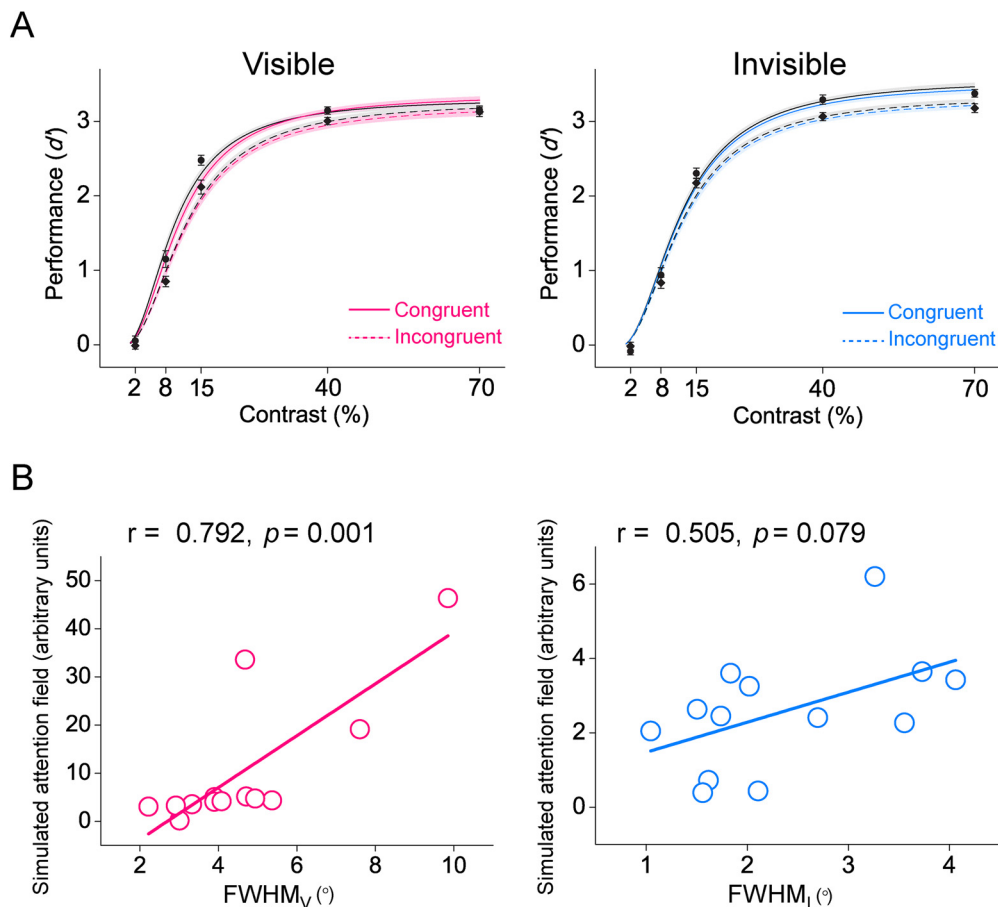 A
Visible
Invisible
Performance (d')
3
2
1
0
Congruent
Incongruent
2 8 15 40 70
Contrast (%)
Performance (d')
3
2
1
0
Congruent
Incongruent
2 8 15 40 70
Contrast (%)
B
r = 0.792, p = 0.001
Simulated attention field (arbitrary units)
50
40
30
20
10
0
2 4 6 8 10
FWHMV (°)
r = 0.505, p = 0.079
Simulated attention field (arbitrary units)
6
4
2
0
1 2 3 4
FWHMI (°)